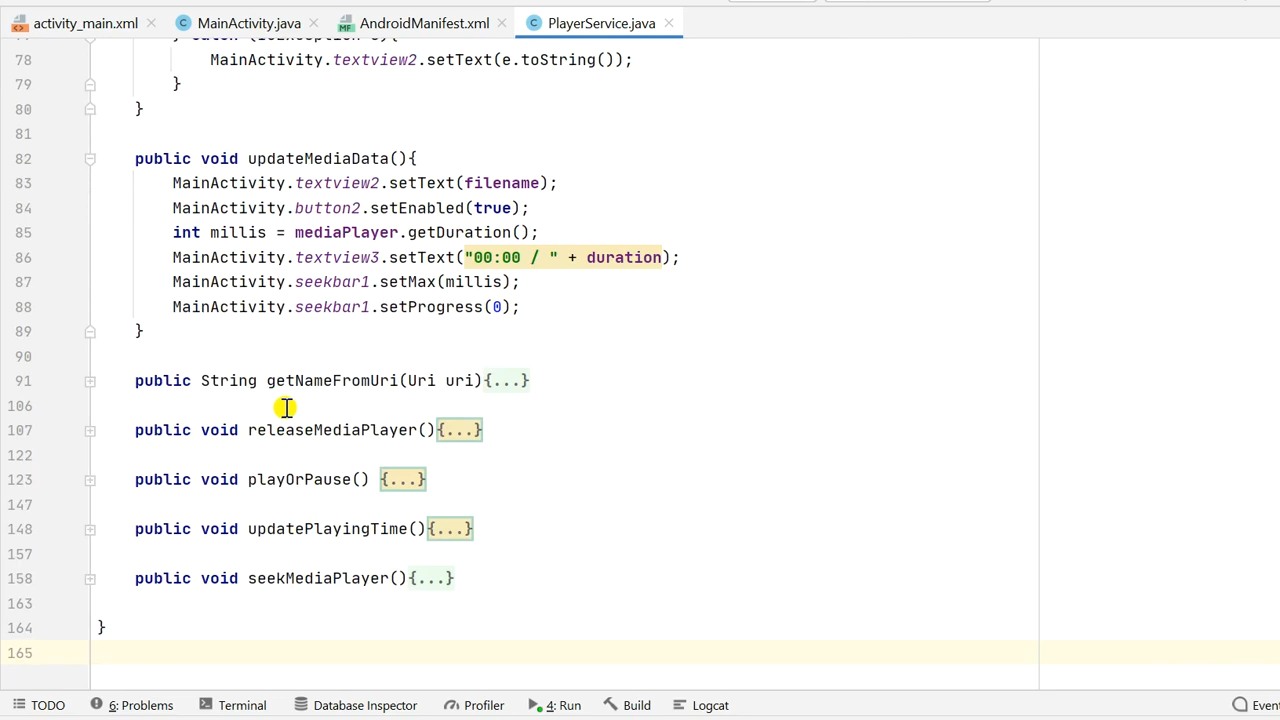 activity_main.xml MainActivity.java MF AndroidManifest.xml C PlayerService.java
78 MainActivity.textview2.setText(e.toString());
79 }
80 }
81
82 public void updateMediaData(){
83 MainActivity.textview2.setText(filename);
84 MainActivity.button2.setEnabled(true);
85 int millis = mediaPlayer.getDuration();
86 MainActivity.textview3.setText("00:00 / " + duration);
87 MainActivity.seekbar1.setMax(millis);
88 MainActivity.seekbar1.setProgress(0);
89 }
90
91 public String getNameFromUri(Uri uri){...}
106
107 public void releaseMediaPlayer(){...}
122
123 public void playOrPause() {...}
147
148 public void updatePlayingTime(){...}
157
158 public void seekMediaPlayer(){...}
163
164 }
165
TODO 6: Problems Terminal Database Inspector Profiler 4: Run Build Logcat